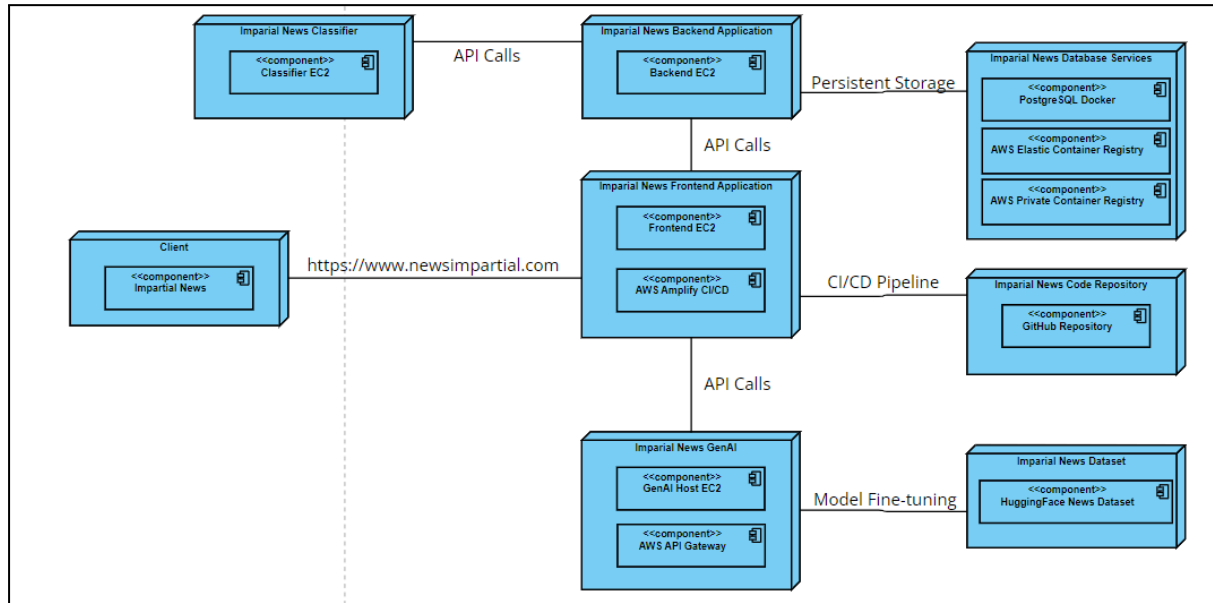 Imparial News Classifier
<<component>>
Classifier EC2
API Calls
Imparial News Backend Application
<<component>>
Backend EC2
Persistent Storage
Imparial News Database Services
<<component>>
PostgreSQL Docker
<<component>>
AWS Elastic Container Registry
<<component>>
AWS Private Container Registry
API Calls
Imparial News Frontend Application
<<component>>
Frontend EC2
<<component>>
AWS Amplify CI/CD
Client
<<component>>
Impartial News
https://www.newsimpartial.com
CI/CD Pipeline
Imparial News Code Repository
<<component>>
GitHub Repository
API Calls
Imparial News GenAI
<<component>>
GenAI Host EC2
<<component>>
AWS API Gateway
Model Fine-tuning
Imparial News Dataset
<<component>>
HuggingFace News Dataset